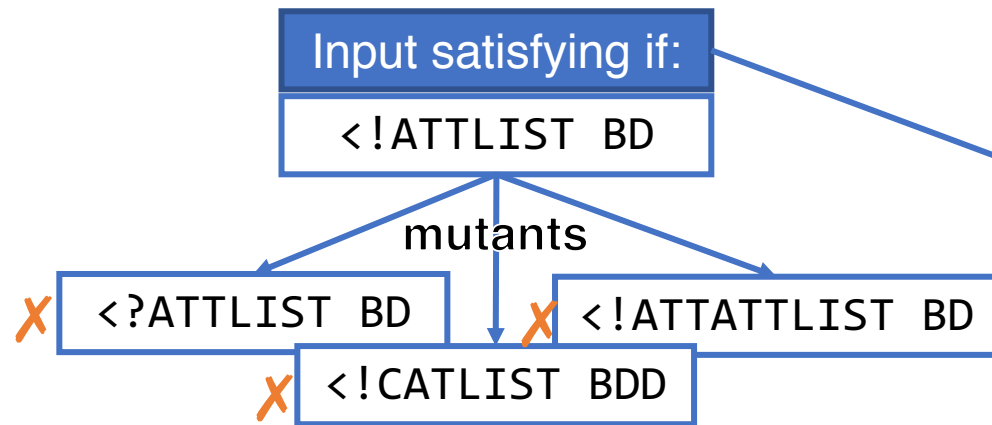 Input satisfying if:
<!ATTLIST BD
mutants
<?ATTLIST BD
<!ATTATTLIST BD
<!CATLIST BDD